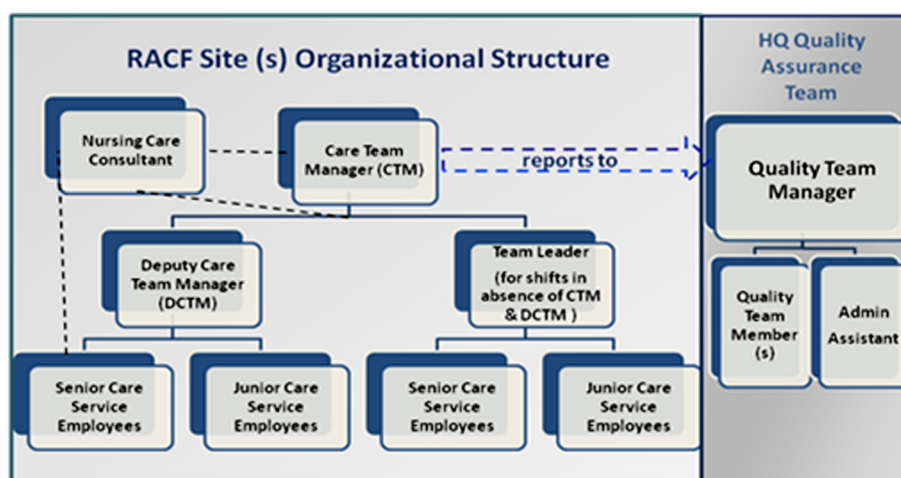 RACF Site (s) Organizational Structure
HQ Quality
Assurance
Team
Nursing Care
Consultant
Care Team
Manager (CTM)
reports to
Quality Team
Manager
Deputy Care
Team Manager
(DCTM)
Team Leader
(for shifts in
absence of CTM
& DCTM )
Quality
Team
Member
(s)
Admin
Assistant
Senior Care
Service
Employees
Junior Care
Service
Employees
Senior Care
Service
Employees
Junior Care
Service
Employees